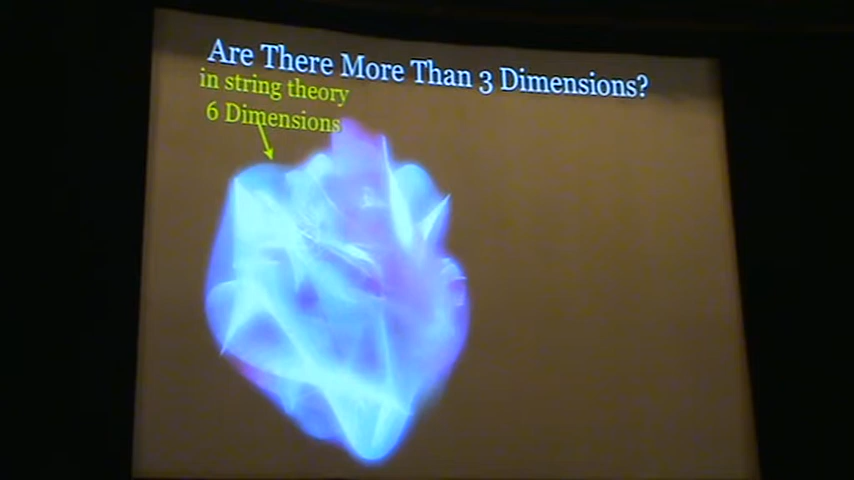 Are There More Than 3 Dimensions?
in string theory
6 Dimensions